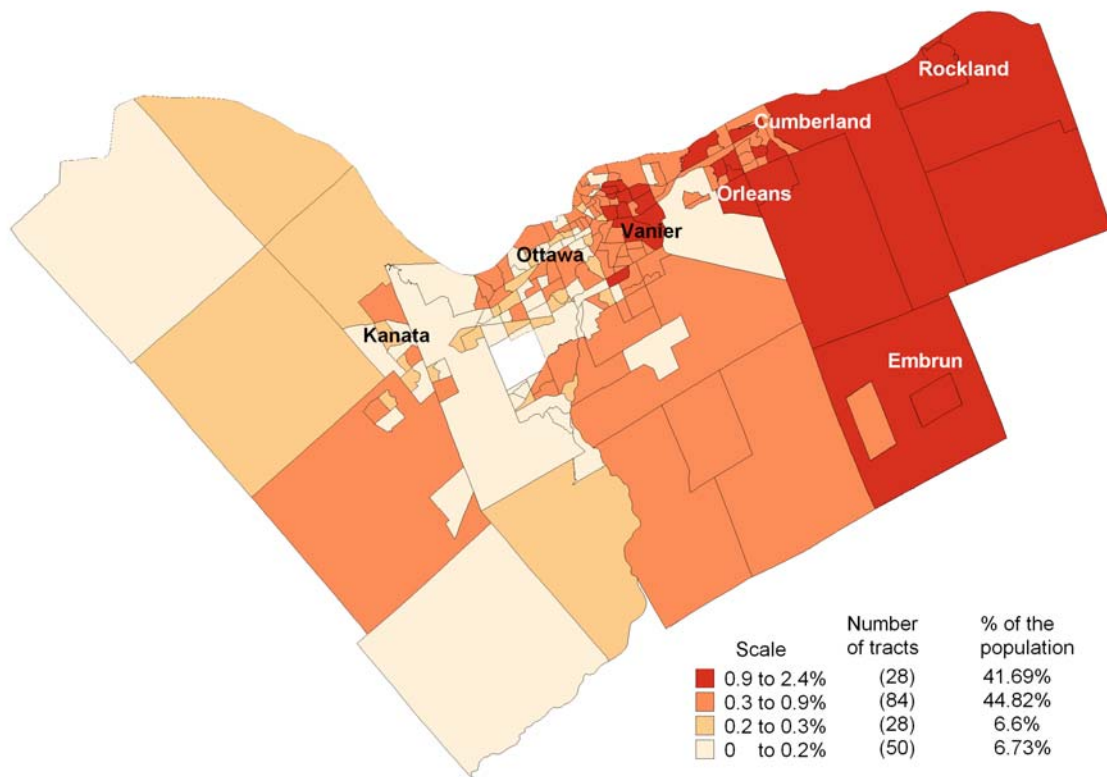 Rockland
Cumberland
Orleans
Vanier
Ottawa
Kanata
Embrun
Scale Number of tracts % of the population
0.9 to 2.4% (28) 41.69%
0.3 to 0.9% (84) 44.82%
0.2 to 0.3% (28) 6.6%
0 to 0.2% (50) 6.73%